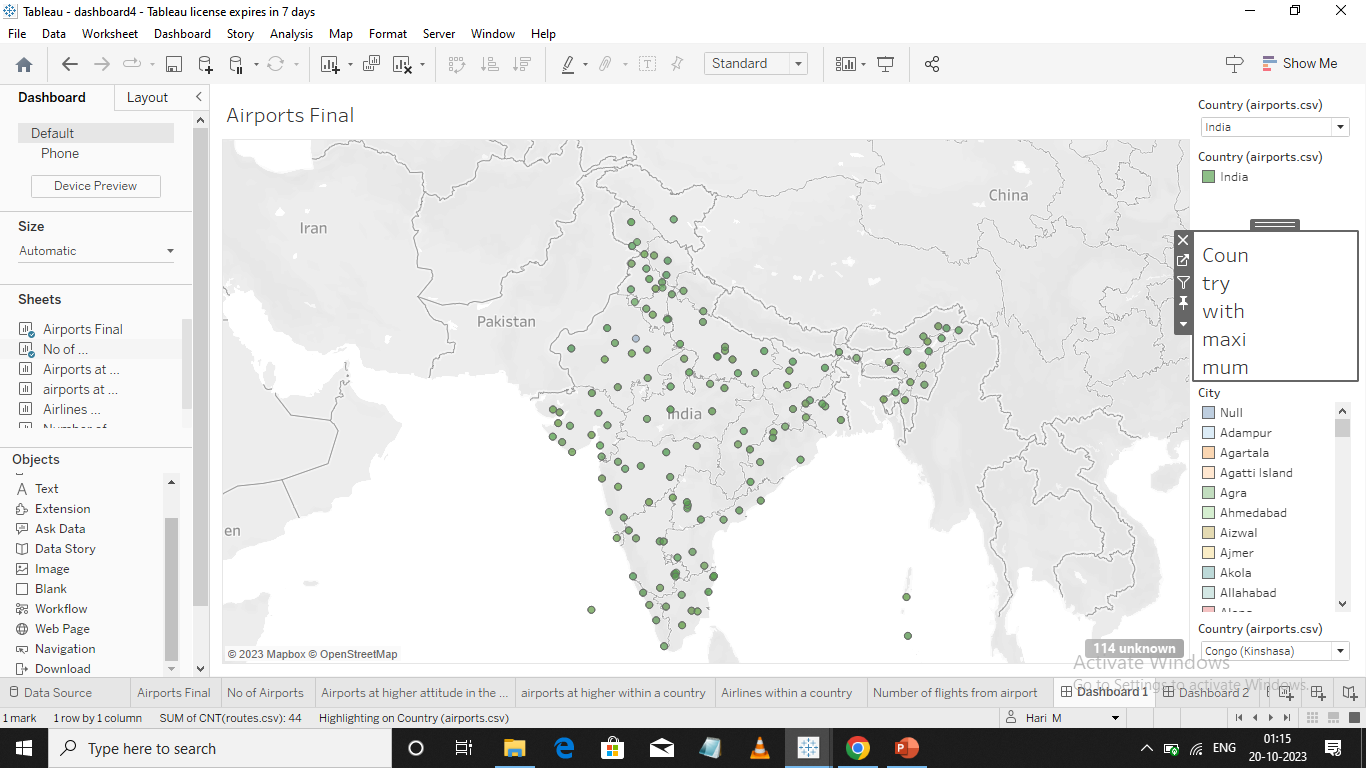 Tableau - dashboard4 - Tableau license expires in 7 days
File Data Worksheet Dashboard Story Analysis Map Format Server Window Help
Standard
Show Me
Dashboard Layout
Default
Phone
Device Preview
Size
Automatic
Sheets
Airports Final
No of ...
Airports at ...
airports at ...
Airlines ...
Objects
Text
Extension
Ask Data
Data Story
Image
Blank
Workflow
Web Page
Navigation
Download
Airports Final
Iran
Pakistan
China
India
en
© 2023 Mapbox © OpenStreetMap
114 unknown
Country (airports.csv)
India
Country (airports.csv)
India
Coun
try
with
maxi
mum
City
Null
Adampur
Agartala
Agatti Island
Agra
Ahmedabad
Aizwal
Ajmer
Akola
Allahabad
Country (airports.csv)
Congo (Kinshasa)
Activate Windows
Go to Settings to activate Windows.
Data Source Airports Final No of Airports Airports at higher attitude in the ... airports at higher within a country Airlines within a country Number of flights from airport Dashboard 1 Dashboard 2
1 mark 1 row by 1 column SUM of CNT(routes.csv): 44 Highlighting on Country (airports.csv) Hari M
Type here to search
ENG
01:15
20-10-2023